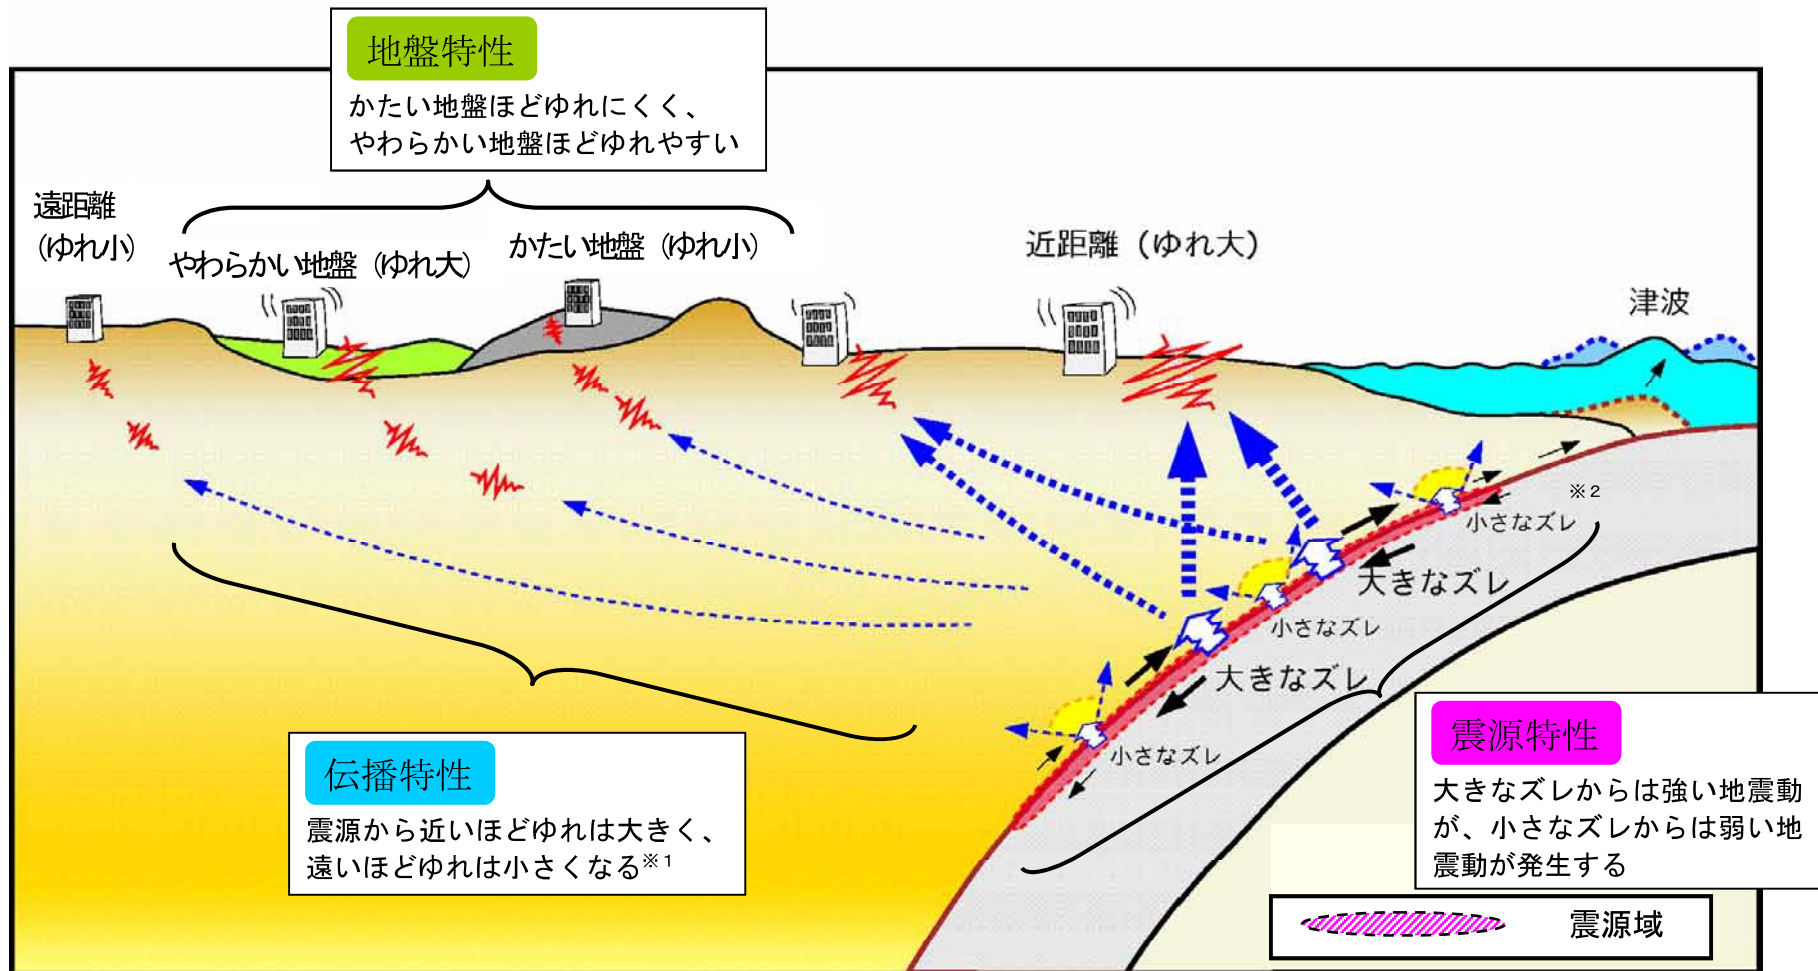 地盤特性
かたい地盤ほどゆれにくく、
やわらかい地盤ほどゆれやすい
遠距離
(ゆれ小)
やわらかい地盤 (ゆれ大)
かたい地盤 (ゆれ小)
近距離 (ゆれ大)
津波
※2
小さなズレ
大きなズレ
小さなズレ
大きなズレ
小さなズレ
伝播特性
震源から近いほどゆれは大きく、
遠いほどゆれは小さくなる※1
震源特性
大きなズレからは強い地震動
が、小さなズレからは弱い地
震動が発生する
震源域